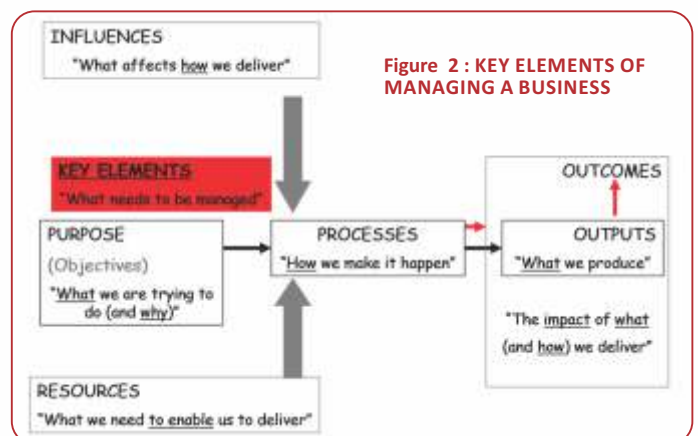 INFLUENCES
"What affects how we deliver"
Figure 2 : KEY ELEMENTS OF
MANAGING A BUSINESS
KEY ELEMENTS
"What needs to be managed"
PURPOSE
(Objectives)
"What we are trying to
do (and why)"
PROCESSES
"How we make it happen"
OUTCOMES
OUTPUTS
"What we produce"
"The impact of what
(and how) we deliver"
RESOURCES
"What we need to enable us to deliver"